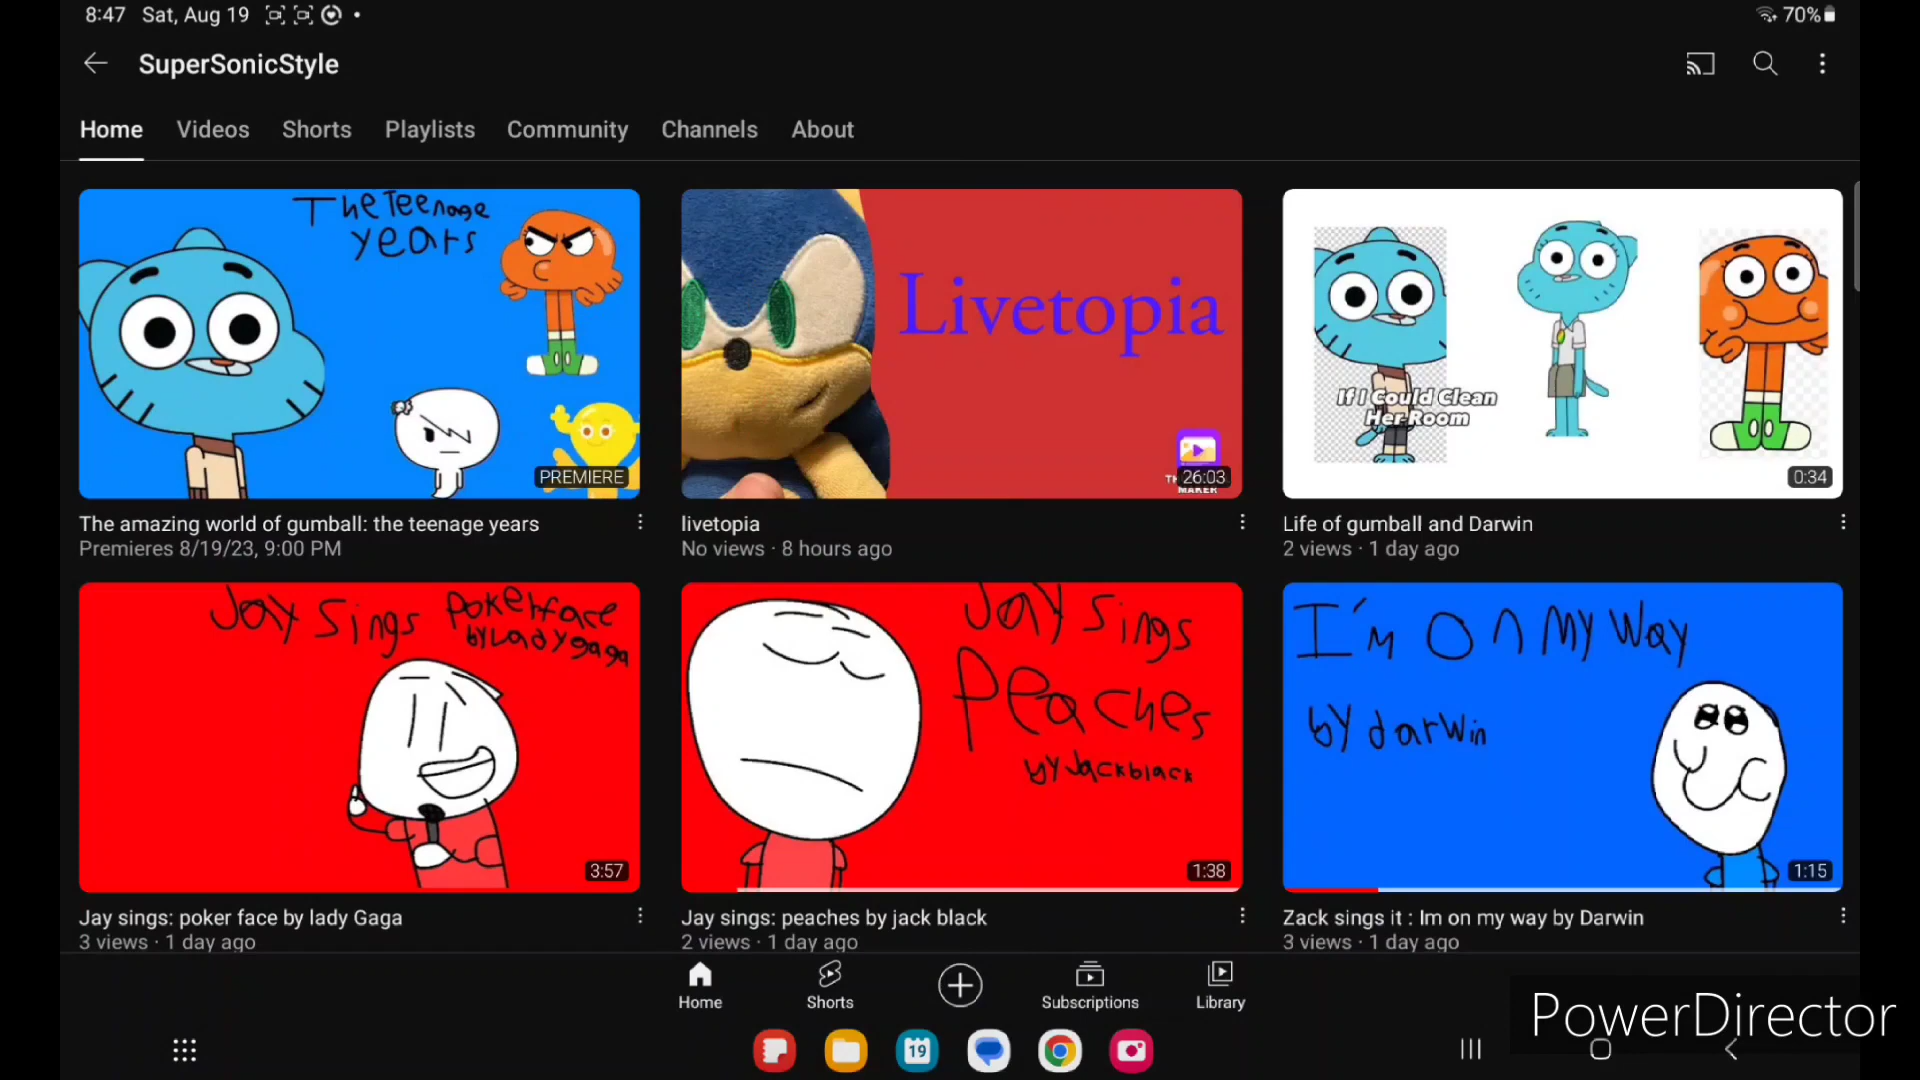 8:47 Sat, Aug 19
70%
SuperSonicStyle
Home Videos Shorts Playlists Community Channels About
The Teenage
years
PREMIERE
Livetopia
26:03
MAKER
If I Could Clean
Her Room
0:34
The amazing world of gumball: the teenage years
Premieres 8/19/23, 9:00 PM
livetopia
No views · 8 hours ago
Life of gumball and Darwin
2 views · 1 day ago
Jay Sings Pokerface
by Lady gaga
3:57
Jay Sings
Peaches
by Jack black
1:38
I'm On My Way
by darwin
1:15
Jay sings: poker face by lady Gaga
3 views · 1 day ago
Jay sings: peaches by jack black
2 views · 1 day ago
Zack sings it : Im on my way by Darwin
3 views · 1 day ago
Home Shorts Subscriptions Library
19
PowerDirector